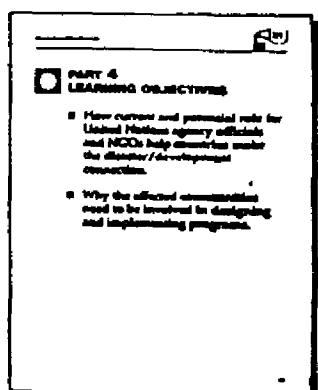 PART 4
LEARNING OBJECTIVES
How current and potential role for
United Nations agency officials
and NGOs help countries under
the disaster/development
connection.
Why the affected communities
need to be involved in designing
and implementing programs.